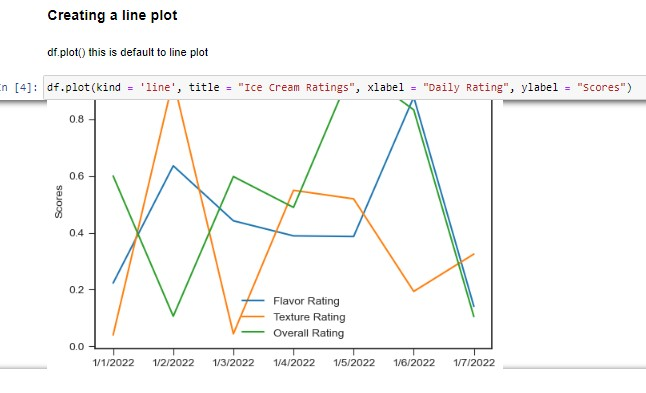 Creating a line plot
df.plot() this is default to line plot
n [4]: df.plot(kind = 'line', title = "Ice Cream Ratings", xlabel = "Daily Rating", ylabel = "Scores")
0.8
0.6
Scores
0.4
0.2
Flavor Rating
Texture Rating
Overall Rating
0.0
1/1/2022 1/2/2022 1/3/2022 1/4/2022 1/5/2022 1/6/2022 1/7/2022